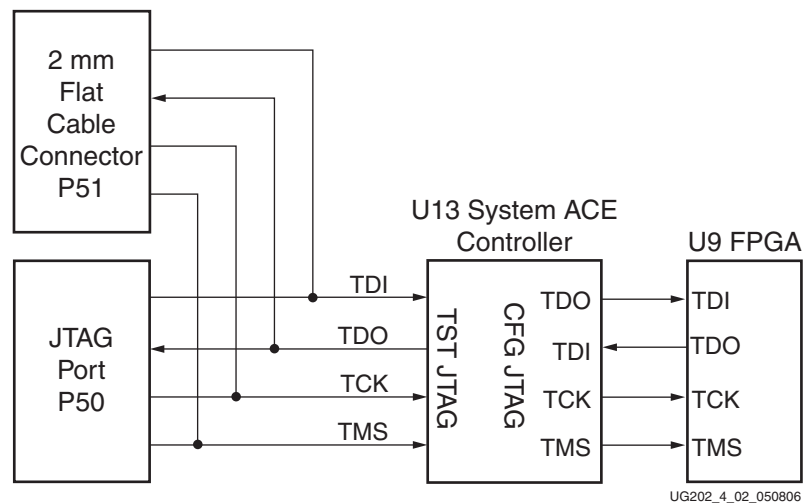 2 mm
Flat
Cable
Connector
P51
JTAG
Port
P50
TDI
TDO
TCK
TMS
U13 System ACE
Controller
TST JTAG
CFG JTAG
TDO
TDI
TCK
TMS
U9 FPGA
TDI
TDO
TCK
TMS
UG202_4_02_050806